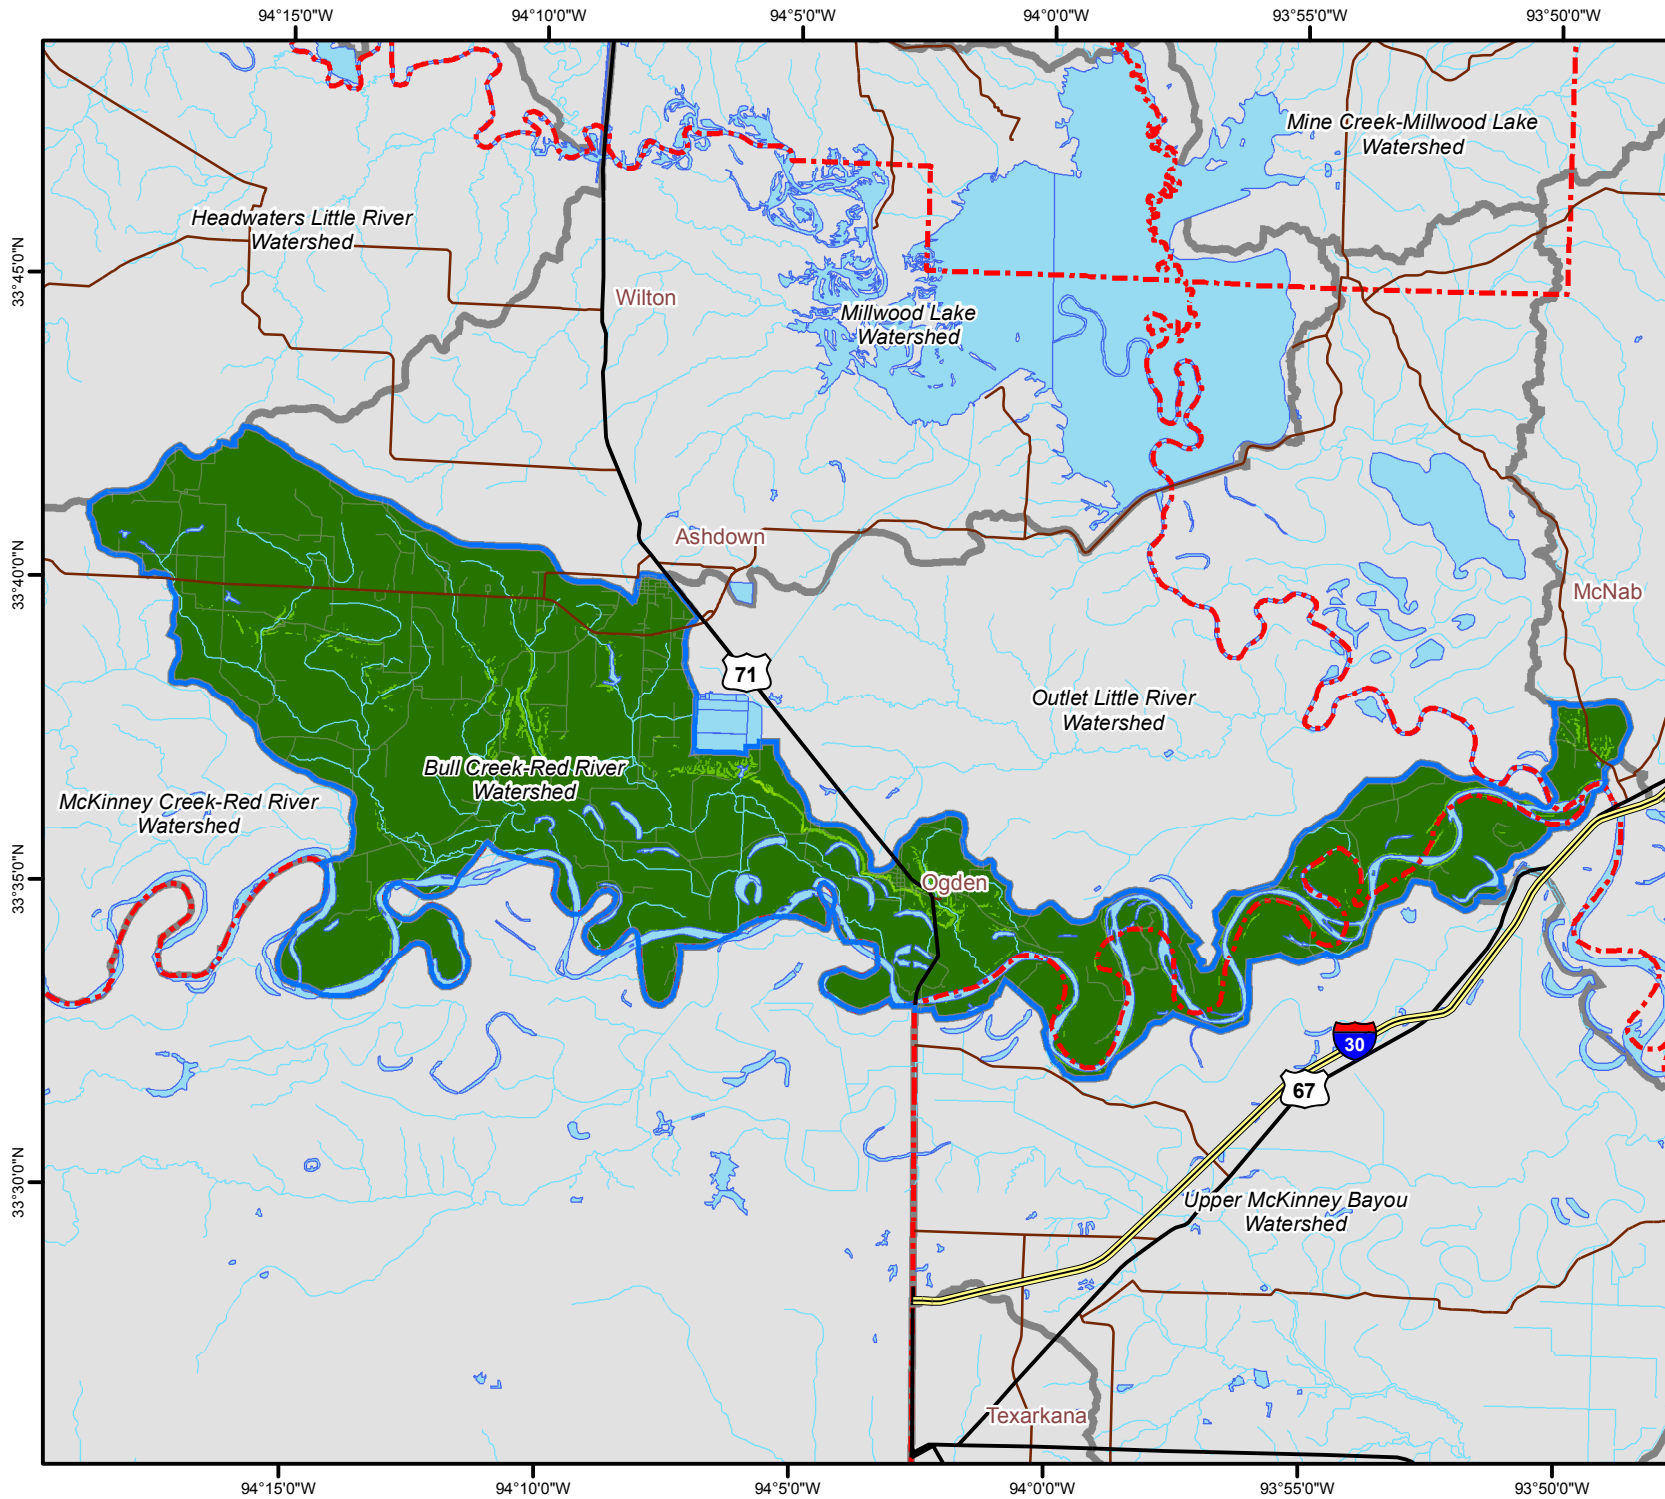 94°15'0"W
94°10'0"W
94°5'0"W
94°0'0"W
93°55'0"W
93°50'0"W
Mine Creek-Millwood Lake
Watershed
Headwaters Little River
Watershed
33°45'0"N
Wilton
Millwood Lake
Watershed
Ashdown
33°40'0"N
McNab
71
Outlet Little River
Watershed
Bull Creek-Red River
Watershed
McKinney Creek-Red River
Watershed
33°35'0"N
Ogden
30
67
33°30'0"N
Upper McKinney Bayou
Watershed
Texarkana
94°15'0"W
94°10'0"W
94°5'0"W
94°0'0"W
93°55'0"W
93°50'0"W